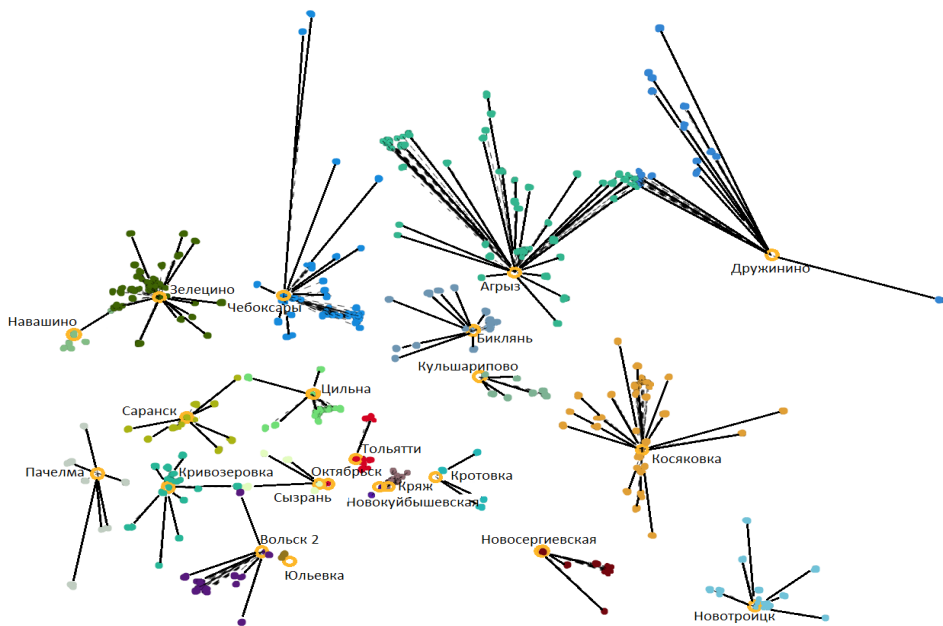 Дружинино
Агрыз
Зелецино
Чебоксары
Навашино
Биклянь
Кульшарипово
Цильна
Саранск
Тольятти
Косяковка
Пачелма
Кривозеровка
Октябрьск
Кряж
Кротовка
Сызрань
Новокуйбышевская
Вольск 2
Новосергиевская
Юльевка
Новотроицк